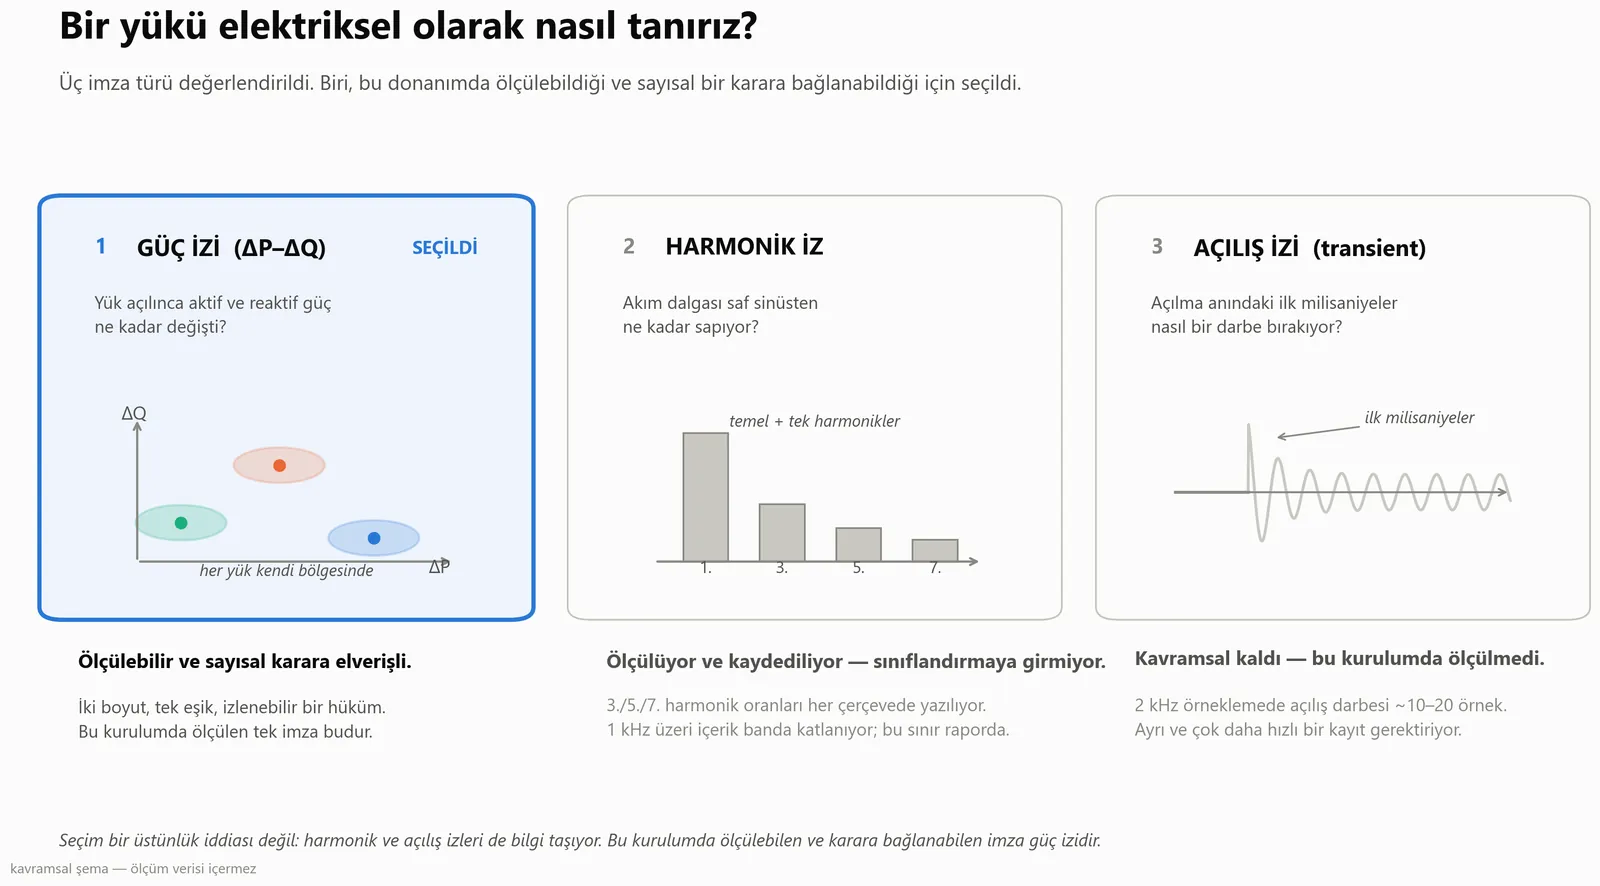 Bir yükü elektriksel olarak nasıl tanırız?
Üç imza türü değerlendirildi. Biri, bu donanımda ölçülebildiği ve sayısal bir karara bağlanabildiği için seçildi.
1 GÜÇ İZİ (ΔP–ΔQ) SEÇİLDİ
Yük açılınca aktif ve reaktif güç
ne kadar değişti?
ΔQ
her yük kendi bölgesinde
ΔP
Ölçülebilir ve sayısal karara elverişli.
İki boyut, tek eşik, izlenebilir bir hüküm.
Bu kurulumda ölçülen tek imza budur.
2 HARMONİK İZ
Akım dalgası saf sinüsten
ne kadar sapıyor?
temel + tek harmonikler
1. 3. 5. 7.
Ölçülüyor ve kaydediliyor — sınıflandırmaya girmiyor.
3./5./7. harmonik oranları her çerçevede yazılıyor.
1 kHz üzeri içerik banda katlanıyor; bu sınır raporda.
3 AÇILIŞ İZİ (transient)
Açılma anındaki ilk milisaniyeler
nasıl bir darbe bırakıyor?
ilk milisaniyeler
Kavramsal kaldı — bu kurulumda ölçülmedi.
2 kHz örneklemede açılış darbesi ~10–20 örnek.
Ayrı ve çok daha hızlı bir kayıt gerektiriyor.
Seçim bir üstünlük iddiası değil: harmonik ve açılış izleri de bilgi taşıyor. Bu kurulumda ölçülebilen ve karara bağlanabilen imza güç izidir.
kavramsal şema — ölçüm verisi içermez